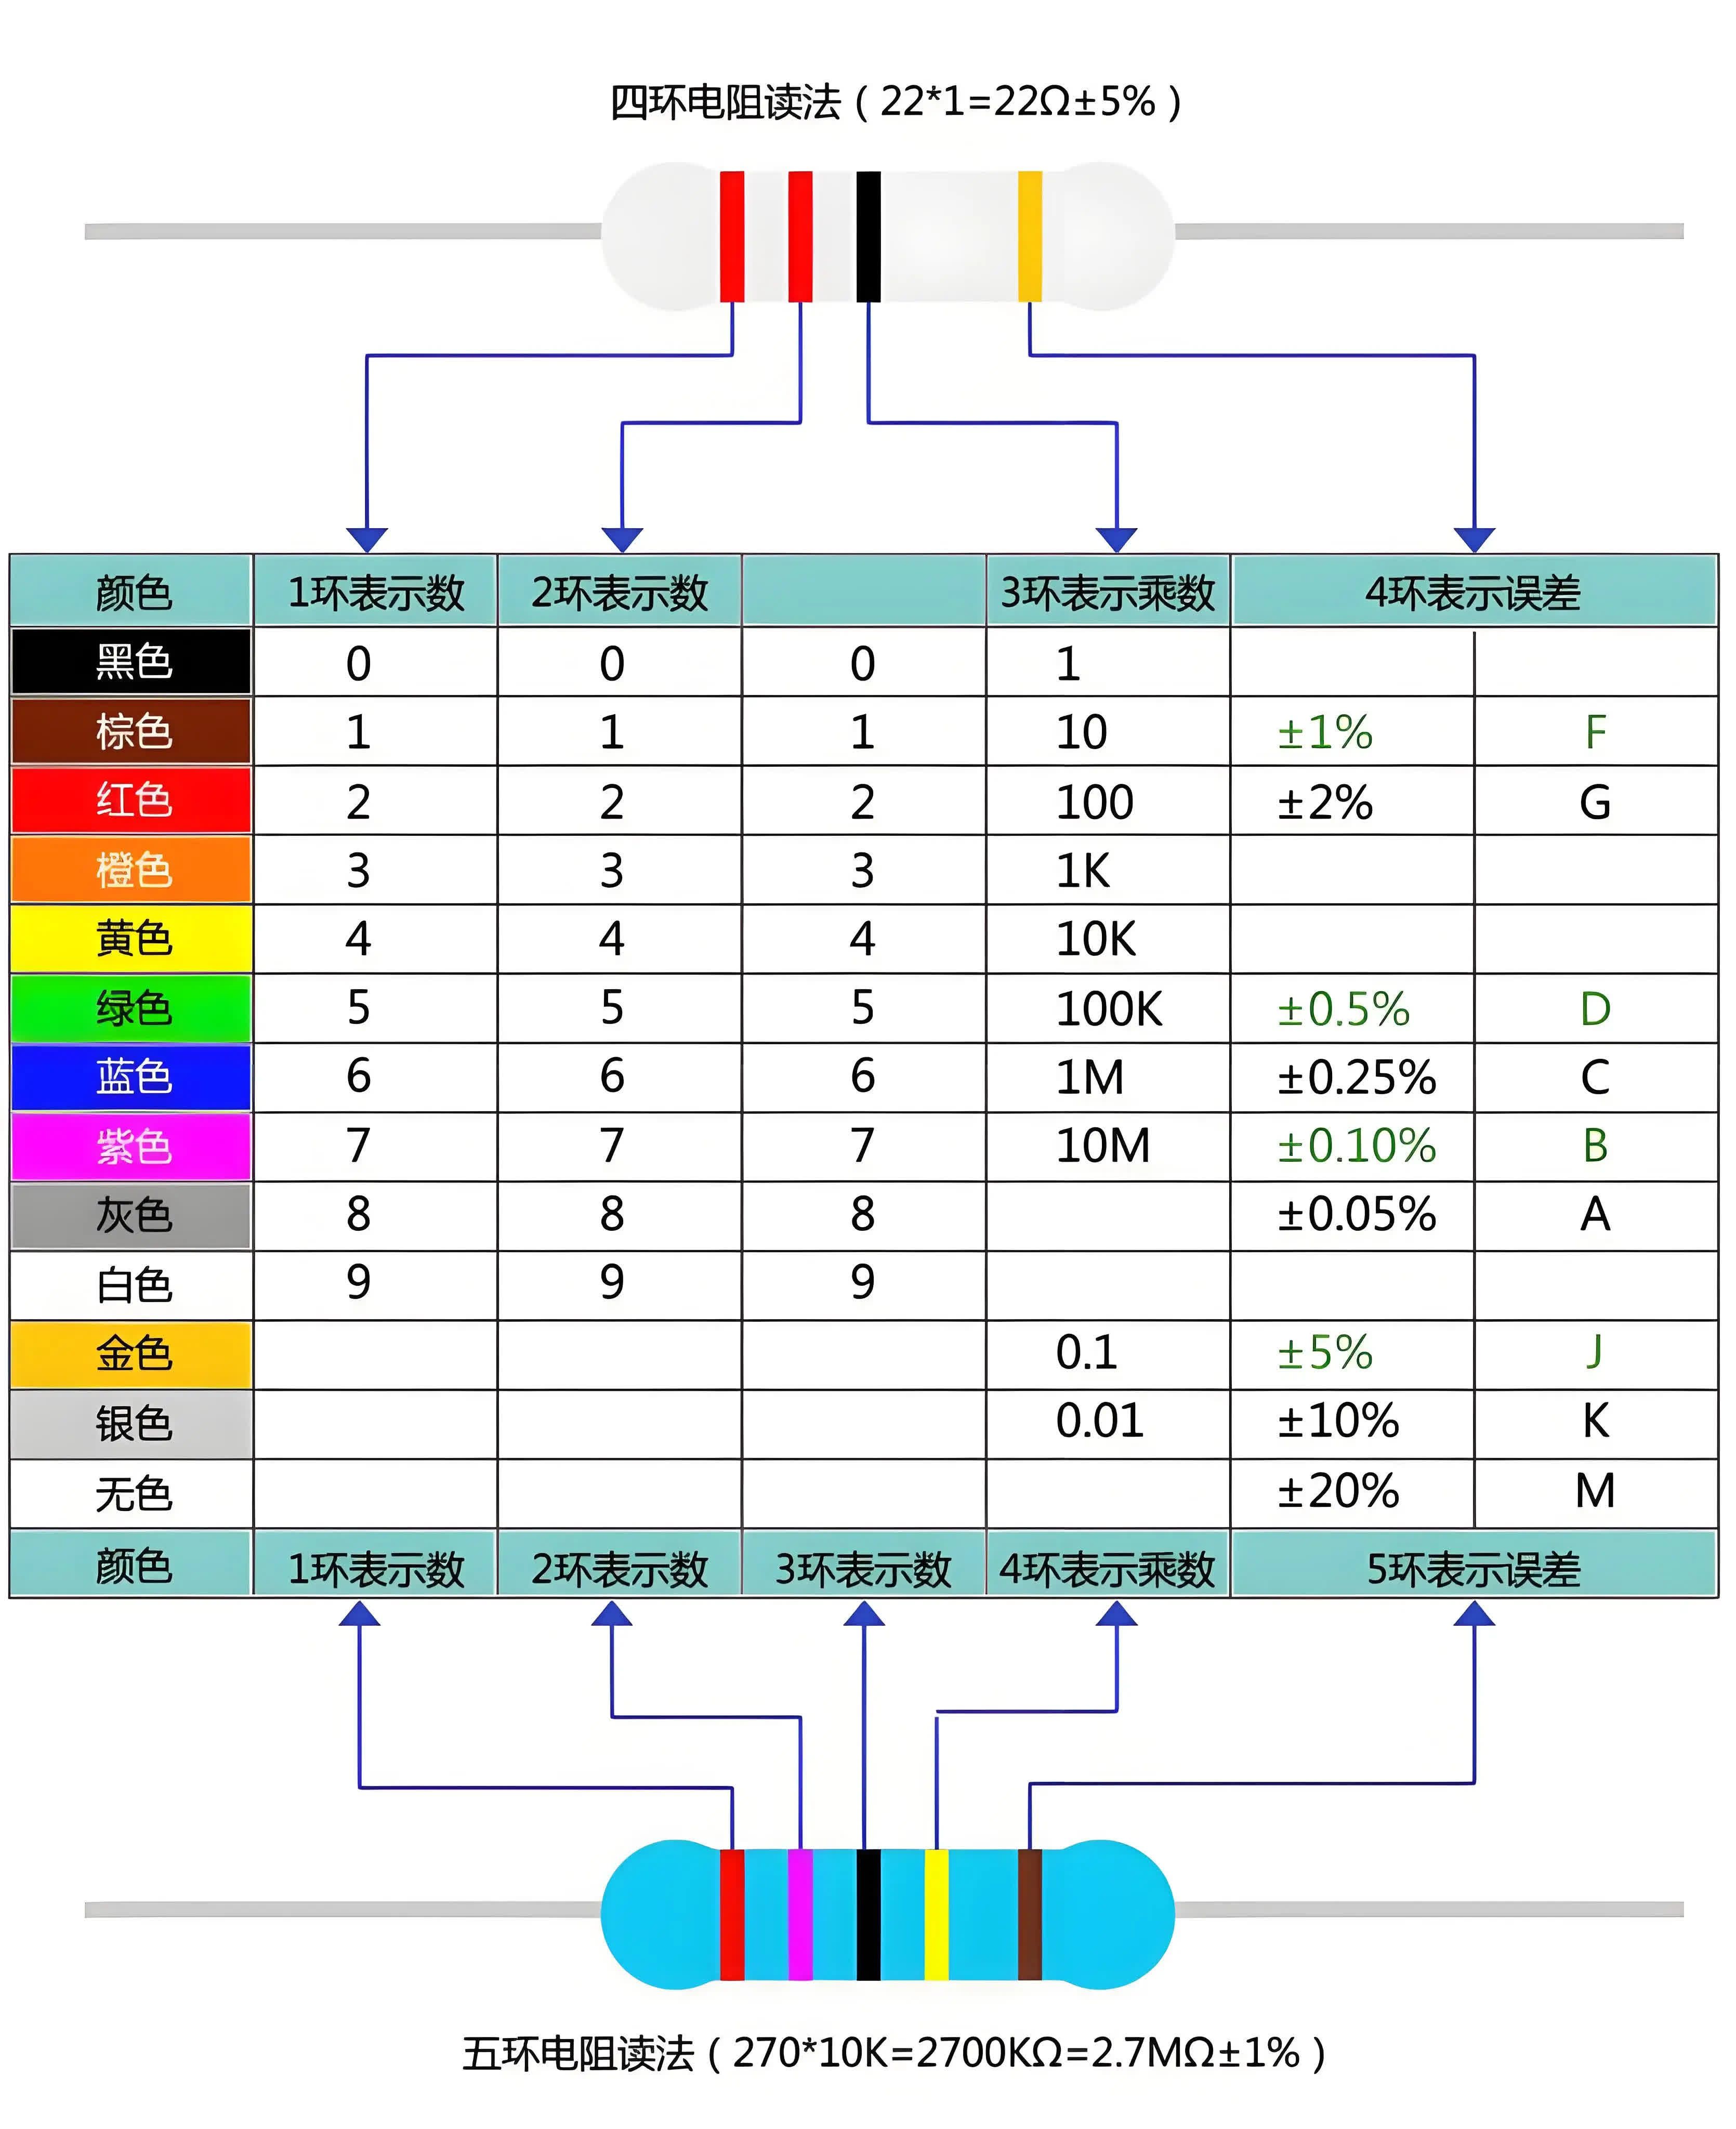 四环电阻读法（22*1=22Ω±5%）
颜色 1环表示数 2环表示数 3环表示乘数 4环表示误差
黑色 0 0 0 1
棕色 1 1 1 10 ±1% F
红色 2 2 2 100 ±2% G
橙色 3 3 3 1K
黄色 4 4 4 10K
绿色 5 5 5 100K ±0.5% D
蓝色 6 6 6 1M ±0.25% C
紫色 7 7 7 10M ±0.10% B
灰色 8 8 8 ±0.05% A
白色 9 9 9
金色 0.1 ±5% J
银色 0.01 ±10% K
无色 ±20% M
颜色 1环表示数 2环表示数 3环表示数 4环表示乘数 5环表示误差
五环电阻读法（270*10K=2700KΩ=2.7MΩ±1%）